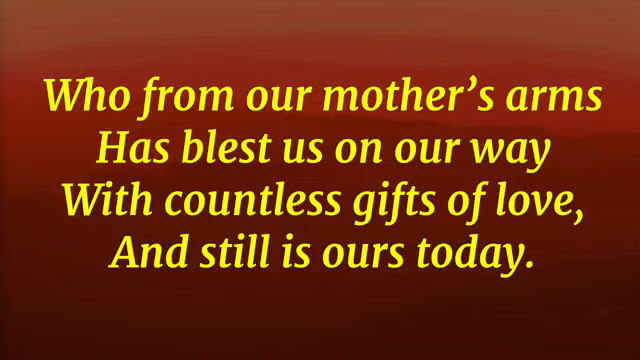 Who from our mother’s arms
Has blest us on our way
With countless gifts of love,
And still is ours today.